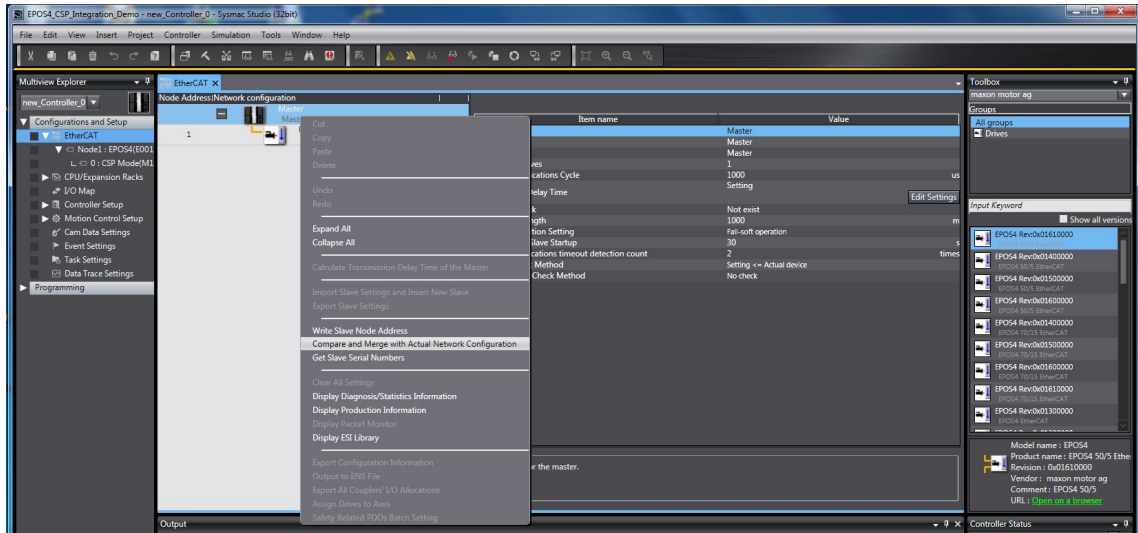 EPOS4_CSP_Integration_Demo - new_Controller_0 - Sysmac Studio (32bit)
File Edit View Insert Project Controller Simulation Tools Window Help
Multiview Explorer
new_Controller_0
Configurations and Setup
EtherCAT
Node1 : EPOS4(E001
0 : CSP Mode(M1
CPU/Expansion Racks
I/O Map
Controller Setup
Motion Control Setup
Cam Data Settings
Event Settings
Task Settings
Data Trace Settings
Programming
EtherCAT
Node Address|Network configuration
Master
Mast
1
Cut
Copy
Paste
Delete
Undo
Redo
Expand All
Collapse All
Calculate Transmission Delay Time of the Master
Import Slave Settings and Insert New Slave
Export Slave Settings
Write Slave Node Address
Compare and Merge with Actual Network Configuration
Get Slave Serial Numbers
Clear All Settings
Display Diagnosis/Statistics Information
Display Production Information
Display Packet Monitor
Display ESI Library
Export Configuration Information
Output to ENS File
Export All Couplers' I/O Allocations
Assign Drives to Axes
Safety Related PDOs Batch Setting
Item name Value
Master
Master
Master
ves 1
cations Cycle 1000 us
elay Time Setting
Edit Settings
k Not exist
ngth 1000 m
tion Setting Fail-soft operation
Slave Startup 30 s
cations timeout detection count 2 times
Method Setting <= Actual device
Check Method No check
or the master.
Output
Toolbox
maxon motor ag
Groups
All groups
Drives
Input Keyword
Show all versions
EPOS4 Rev:0x01610000
EPOS4 50/5 EtherCAT
EPOS4 Rev:0x01400000
EPOS4 50/5 EtherCAT
EPOS4 Rev:0x01500000
EPOS4 50/5 EtherCAT
EPOS4 Rev:0x01600000
EPOS4 50/5 EtherCAT
EPOS4 Rev:0x01400000
EPOS4 70/15 EtherCAT
EPOS4 Rev:0x01500000
EPOS4 70/15 EtherCAT
EPOS4 Rev:0x01600000
EPOS4 70/15 EtherCAT
EPOS4 Rev:0x01610000
EPOS4 70/15 EtherCAT
EPOS4 Rev:0x01300000
EPOS4 EtherCAT
Model name : EPOS4
Product name : EPOS4 50/5 Ethe
Revision : 0x01610000
Vendor : maxon motor ag
Comment : EPOS4 50/5
URL : Open on a browser
Controller Status